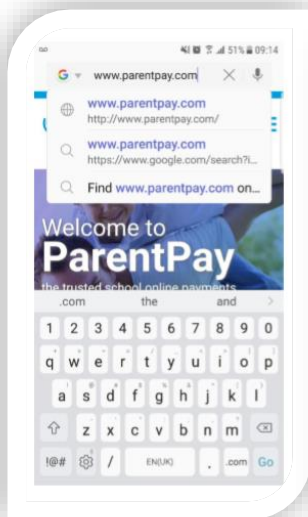 51% 09:14
G www.parentpay.com
www.parentpay.com
http://www.parentpay.com/
www.parentpay.com
https://www.google.com/search?i...
Find www.parentpay.com on...
Welcome to
ParentPay
the trusted school online payments
.com the and
1 2 3 4 5 6 7 8 9 0
q w e r t y u i o p
a s d f g h j k l
z x c v b n m
!@# / EN(UK) . .com Go